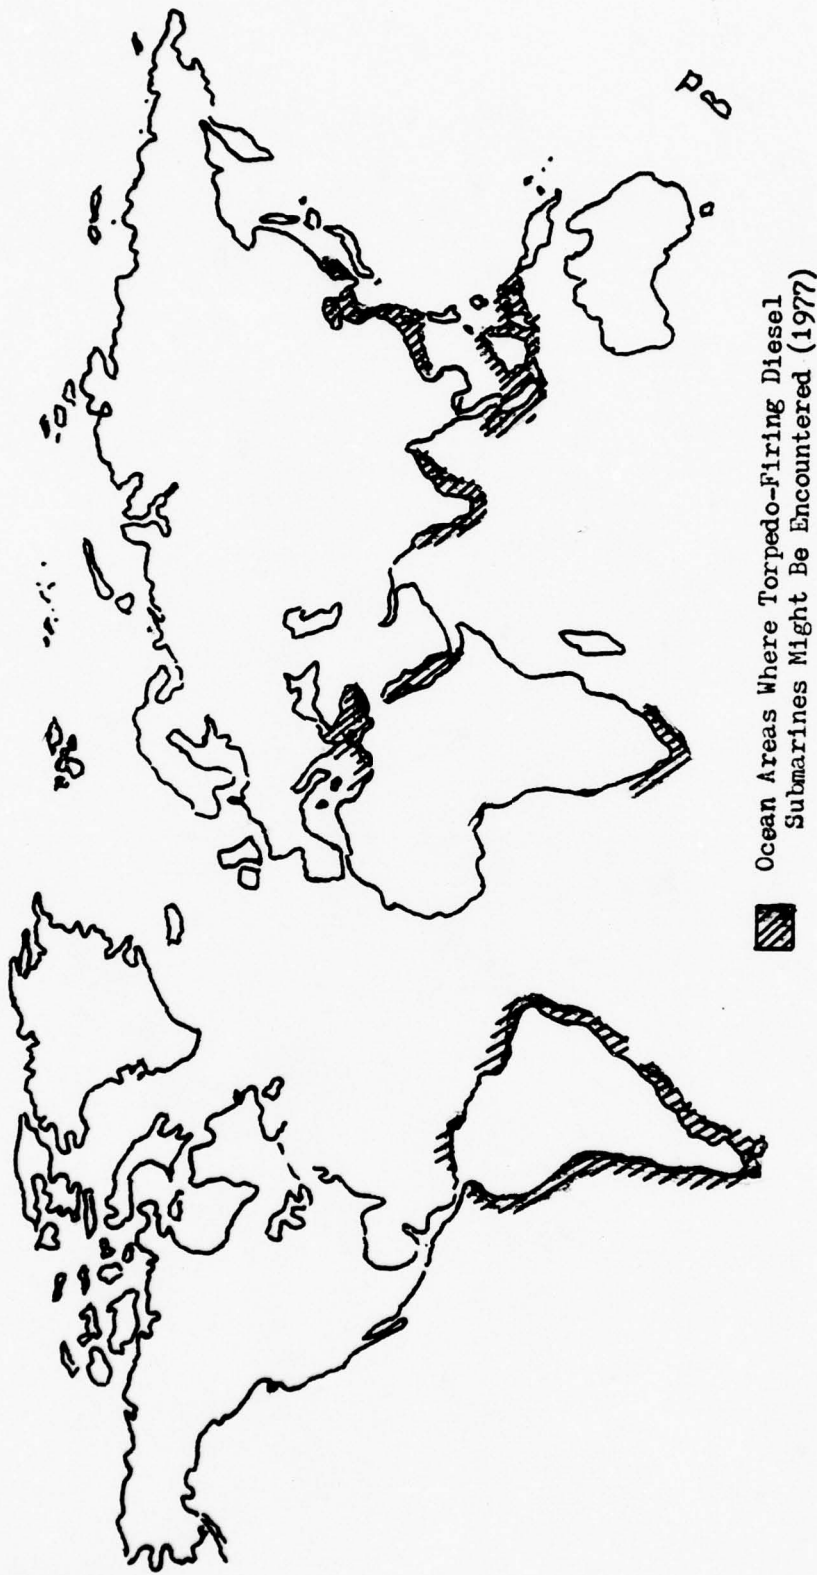 Ocean Areas Where Torpedo-Firing Diesel
Submarines Might Be Encountered (1977)